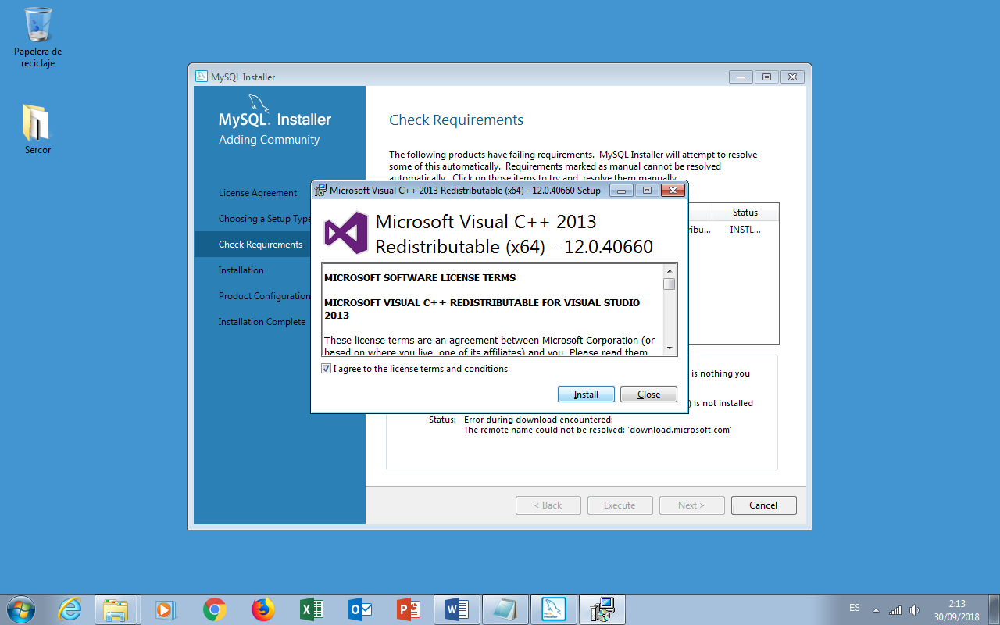 Papelera de
reciclaje
Sercor
MySQL Installer
MySQL. Installer
Adding Community
License Agreement
Choosing a Setup Type
Check Requirements
Installation
Product Configuration
Installation Complete
Check Requirements
The following products have failing requirements. MySQL Installer will attempt to resolve
some of this automatically. Requirements marked as manual cannot be resolved
automatically. Click on those items to try and resolve them manually.
Status
ribu... INSTL...
Microsoft Visual C++ 2013 Redistributable (x64) - 12.0.40660 Setup
Microsoft Visual C++ 2013
Redistributable (x64) - 12.0.40660
MICROSOFT SOFTWARE LICENSE TERMS
MICROSOFT VISUAL C++ REDISTRIBUTABLE FOR VISUAL STUDIO
2013
These license terms are an agreement between Microsoft Corporation (or
based on where you live, one of its affiliates) and you. Please read them.
I agree to the license terms and conditions
Install Close
is nothing you
) is not installed
Status: Error during download encountered:
The remote name could not be resolved: 'download.microsoft.com'
< Back Execute Next > Cancel
ES
2:13
30/09/2018